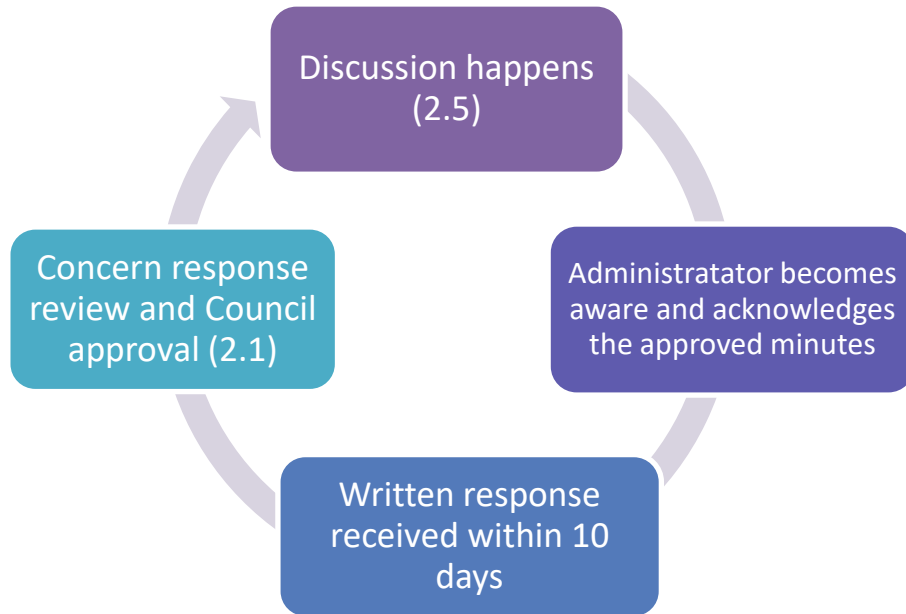 Discussion happens
(2.5)
Administratator becomes
aware and acknowledges
the approved minutes
Written response
received within 10
days
Concern response
review and Council
approval (2.1)